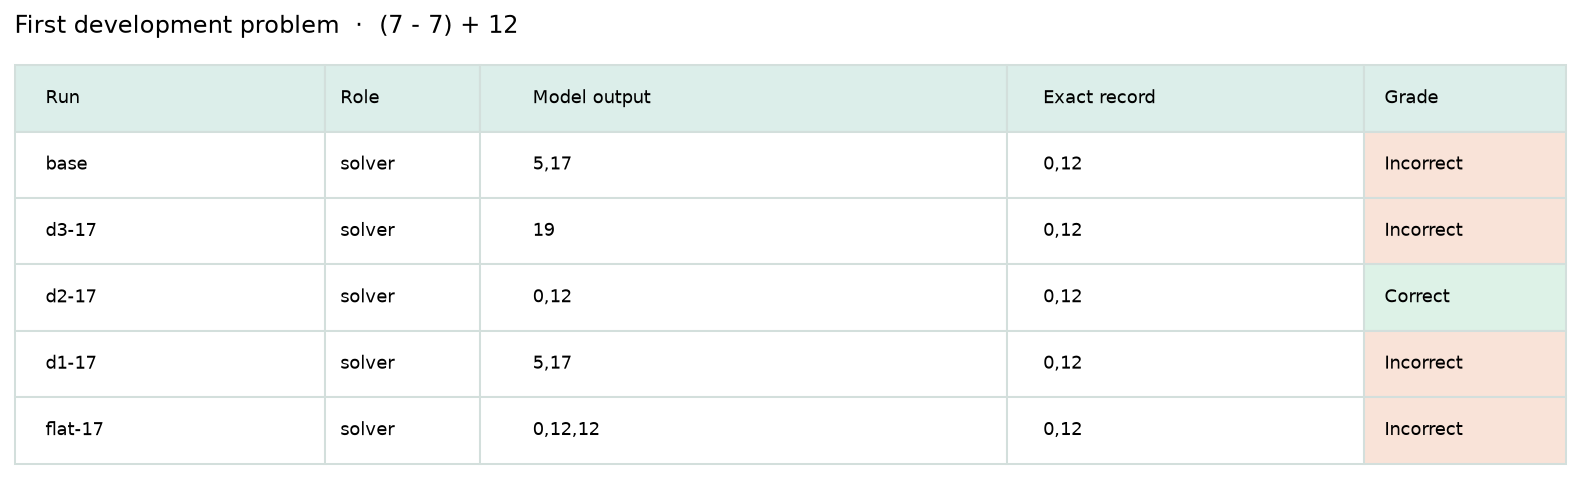 First development problem · (7 - 7) + 12
Run Role Model output Exact record Grade
base solver 5,17 0,12 Incorrect
d3-17 solver 19 0,12 Incorrect
d2-17 solver 0,12 0,12 Correct
d1-17 solver 5,17 0,12 Incorrect
flat-17 solver 0,12,12 0,12 Incorrect